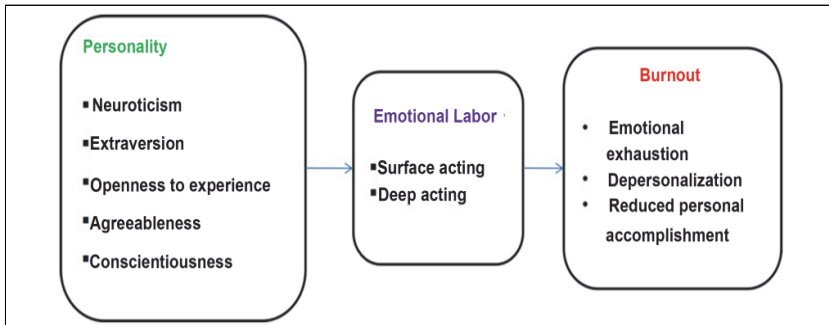 Personality
▪Neuroticism
▪Extraversion
▪Openness to experience
▪Agreeableness
▪Conscientiousness
Emotional Labor
▪Surface acting
▪Deep acting
Burnout
• Emotional
exhaustion
• Depersonalization
• Reduced personal
accomplishment